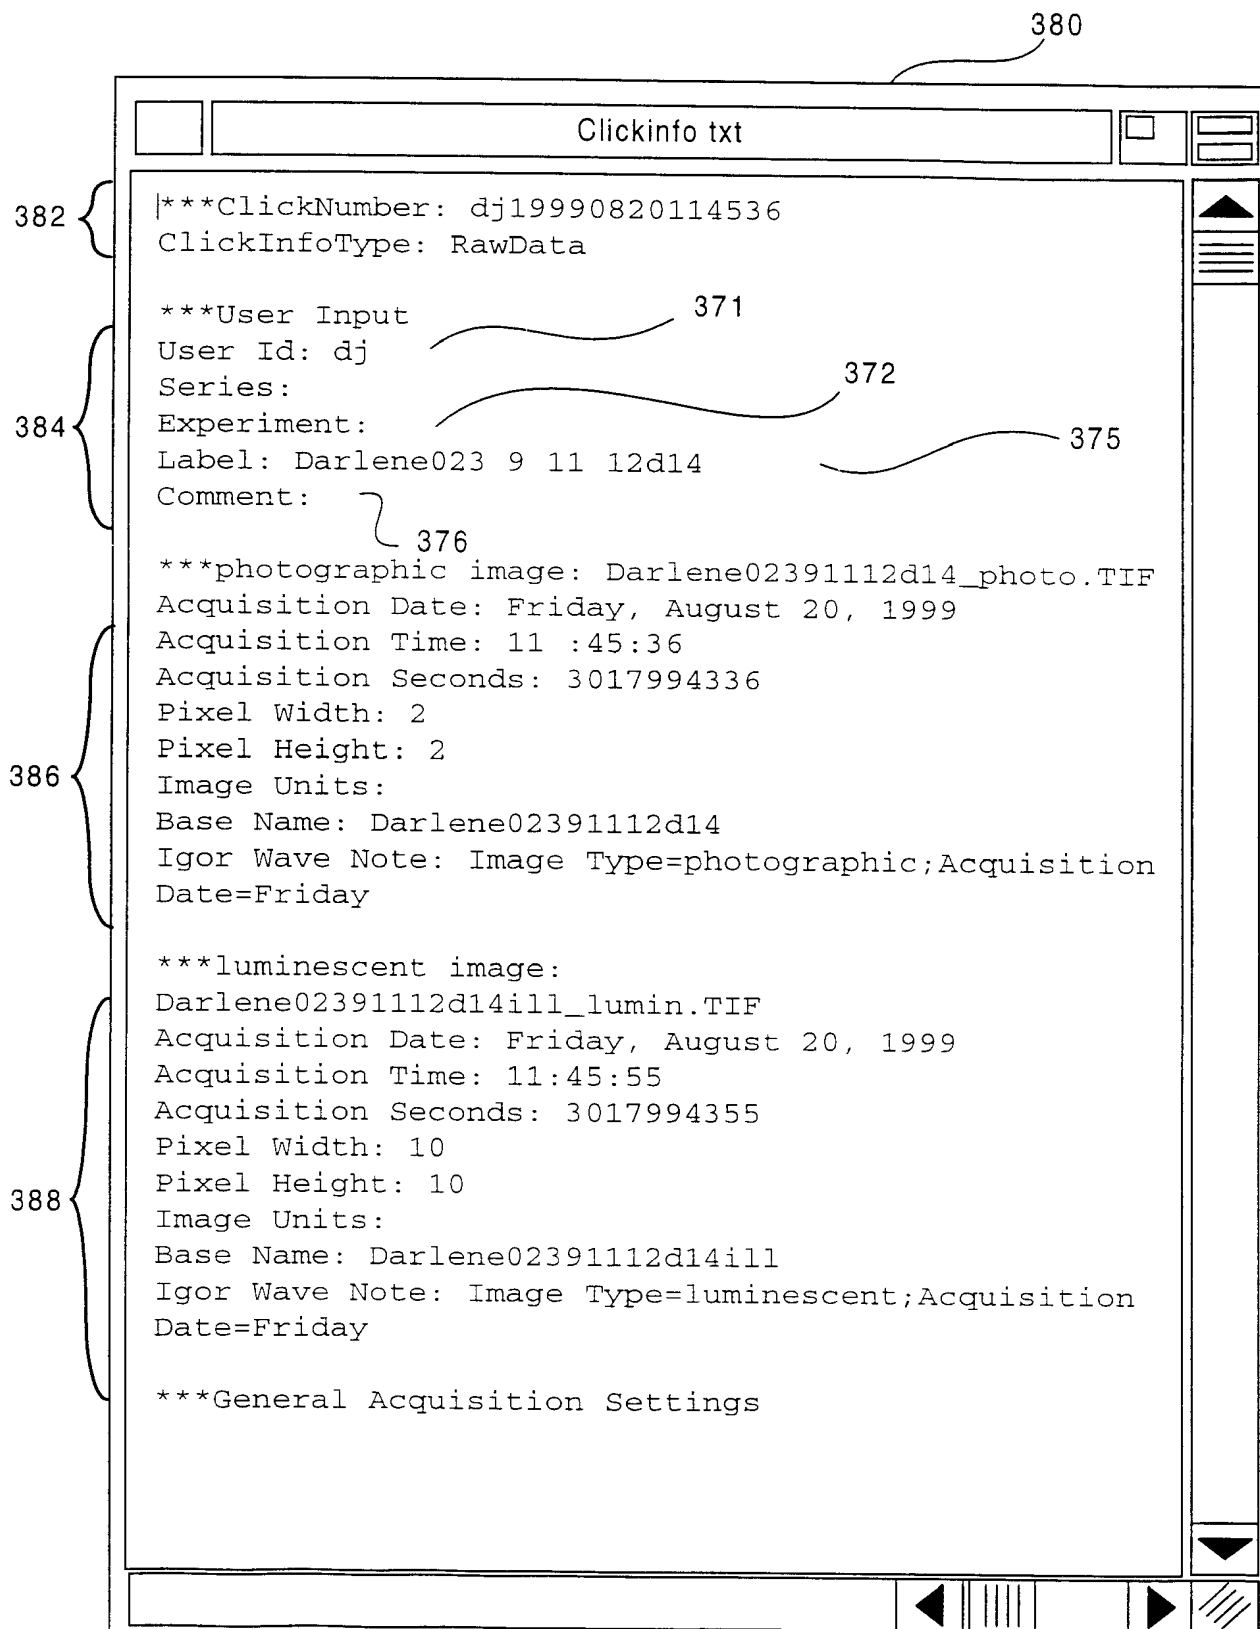 380
Clickinfo txt
382
***ClickNumber: dj19990820114536
ClickInfoType: RawData
***User Input
371
User Id: dj
Series:
372
384
Experiment:
375
Label: Darlene023 9 11 12d14
Comment:
376
***photographic image: Darlene02391112d14_photo.TIF
Acquisition Date: Friday, August 20, 1999
Acquisition Time: 11 :45:36
Acquisition Seconds: 3017994336
Pixel Width: 2
Pixel Height: 2
386
Image Units:
Base Name: Darlene02391112d14
Igor Wave Note: Image Type=photographic;Acquisition
Date=Friday
***luminescent image:
Darlene02391112d14ill_lumin.TIF
Acquisition Date: Friday, August 20, 1999
Acquisition Time: 11:45:55
Acquisition Seconds: 3017994355
Pixel Width: 10
Pixel Height: 10
388
Image Units:
Base Name: Darlene02391112d14ill
Igor Wave Note: Image Type=luminescent;Acquisition
Date=Friday
***General Acquisition Settings